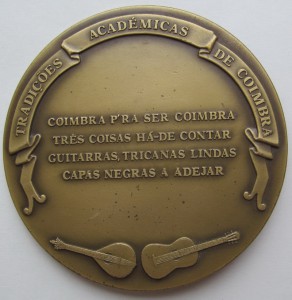 TRADIÇÕES ACADÉMICAS DE COIMBRA
COIMBRA P'RA SER COIMBRA
TRÊS COISAS HÁ-DE CONTAR
GUITARRAS, TRICANAS LINDAS
CAPAS NEGRAS A ADEJAR